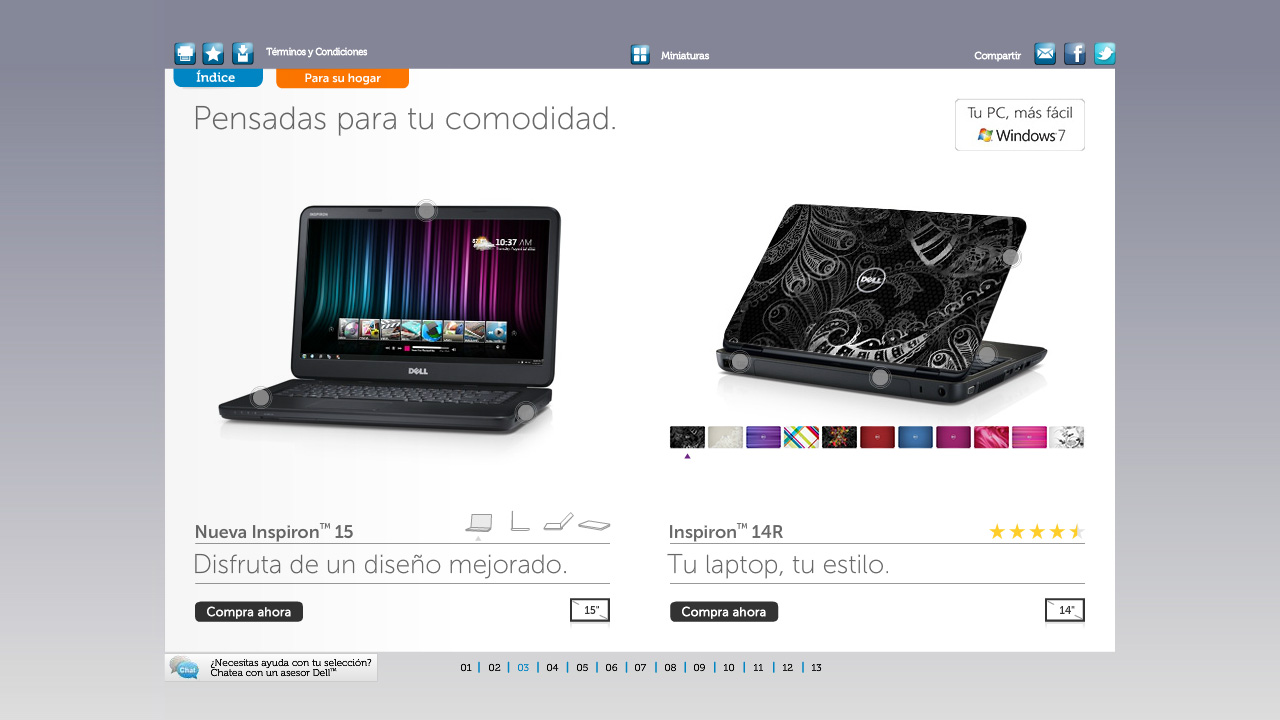 Términos y Condiciones
Miniaturas
Compartir
Índice
Para su hogar
Pensadas para tu comodidad.
Tu PC, más fácil
Windows 7
10:37 AM
DELL
DELL
Nueva Inspiron™ 15
Inspiron™ 14R
Disfruta de un diseño mejorado.
Tu laptop, tu estilo.
Compra ahora
15"
Compra ahora
14"
Chat
¿Necesitas ayuda con tu selección?
Chatea con un asesor Dell™
01 | 02 | 03 | 04 | 05 | 06 | 07 | 08 | 09 | 10 | 11 | 12 | 13